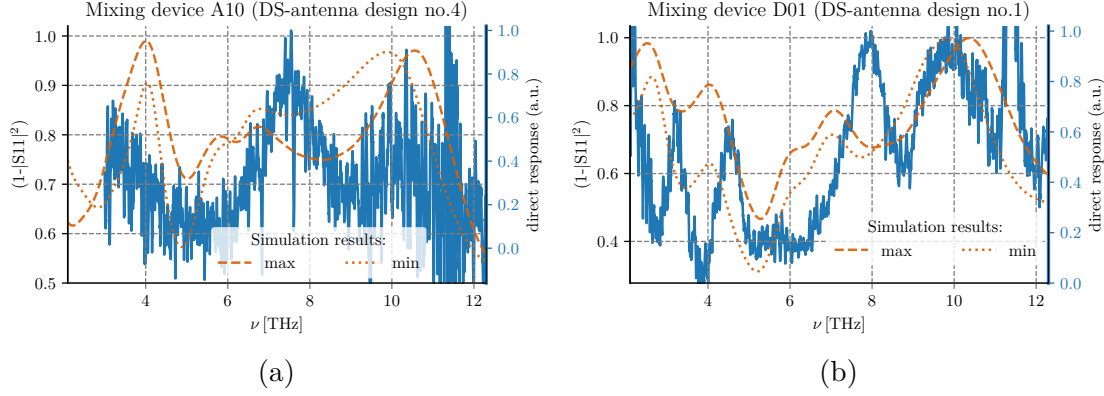 Mixing device A10 (DS-antenna design no.4)
1.0
0.9
0.8
0.7
0.6
0.5
(1-|S11|²)
1.0
0.8
0.6
0.4
0.2
0.0
direct response (a.u.)
Simulation results:
max
min
4
6
8
10
12
ν [THz]
(a)
Mixing device D01 (DS-antenna design no.1)
1.0
0.8
0.6
0.4
(1-|S11|²)
1.0
0.8
0.6
0.4
0.2
0.0
direct response (a.u.)
Simulation results:
max
min
4
6
8
10
12
ν [THz]
(b)